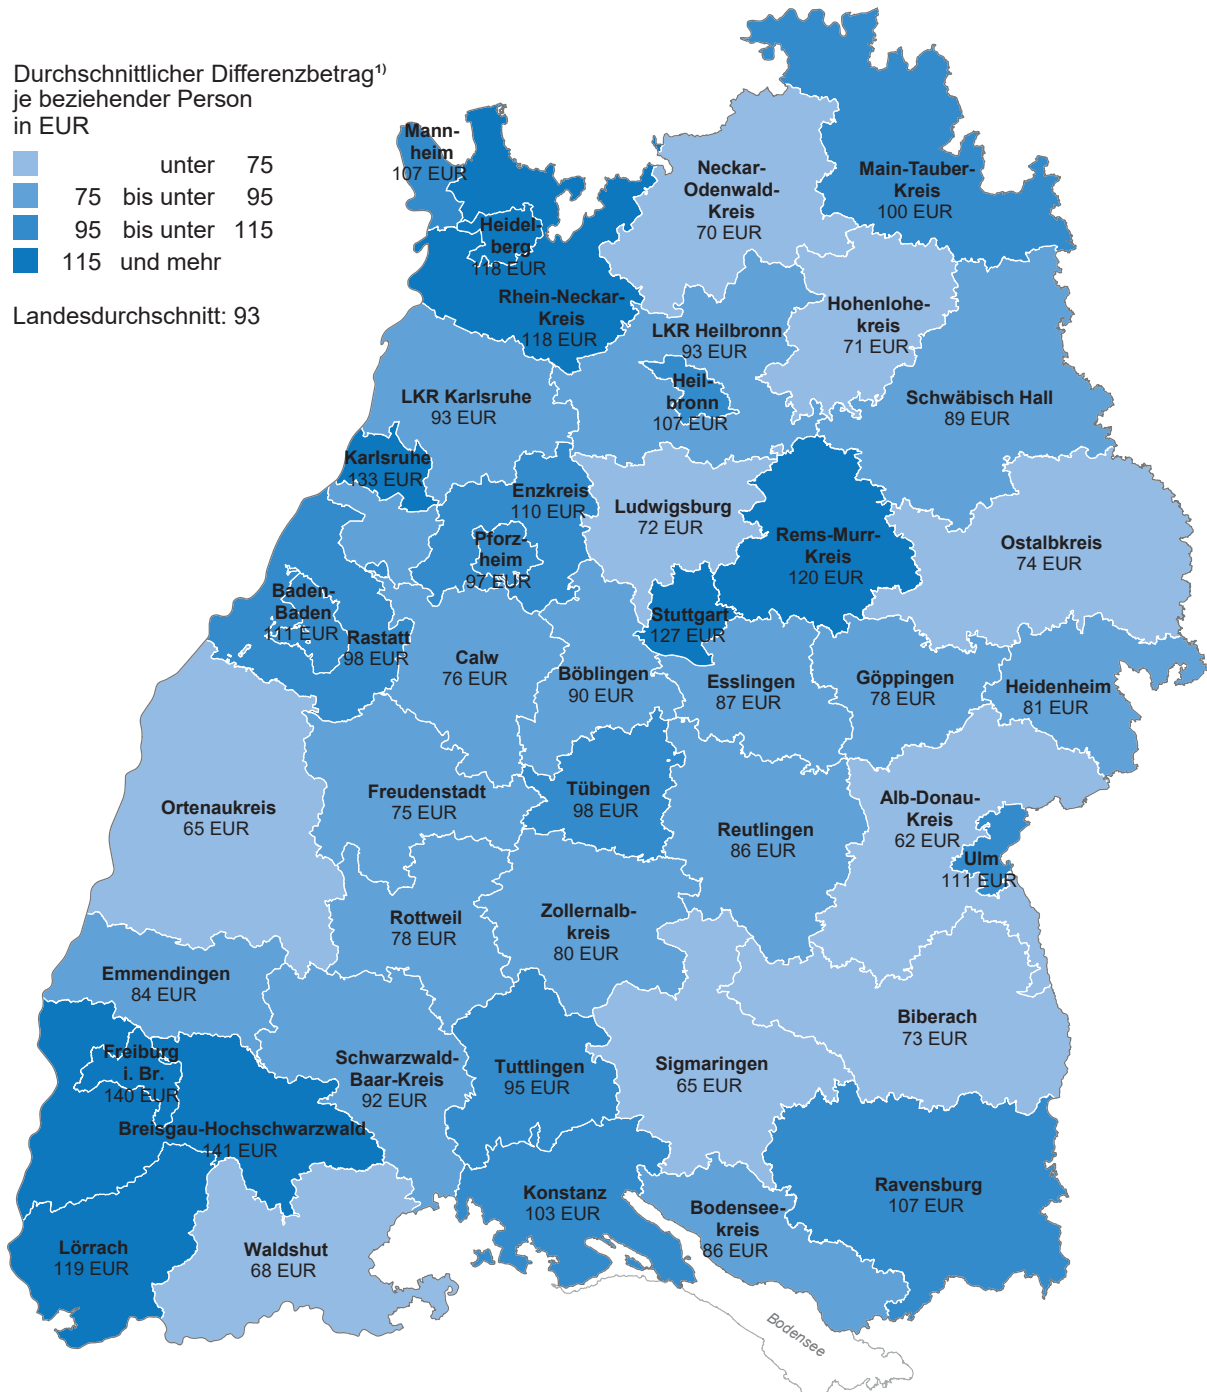 Durchschnittlicher Differenzbetrag¹⁾
je beziehender Person
in EUR
unter 75
75 bis unter 95
95 bis unter 115
115 und mehr
Landesdurchschnitt: 93
Mann-
heim
107 EUR
Heidel-
berg
118 EUR
Rhein-Neckar-
Kreis
118 EUR
Neckar-
Odenwald-
Kreis
70 EUR
Main-Tauber-
Kreis
100 EUR
Hohenlohe-
kreis
71 EUR
LKR Heilbronn
93 EUR
Heil-
bronn
107 EUR
Schwäbisch Hall
89 EUR
LKR Karlsruhe
93 EUR
Karlsruhe
133 EUR
Enzkreis
110 EUR
Pforz-
heim
97 EUR
Ludwigsburg
72 EUR
Rems-Murr-
Kreis
120 EUR
Ostalbkreis
74 EUR
Baden-
Baden
111 EUR
Rastatt
98 EUR
Calw
76 EUR
Böblingen
90 EUR
Stuttgart
127 EUR
Esslingen
87 EUR
Göppingen
78 EUR
Heidenheim
81 EUR
Ortenaukreis
65 EUR
Freudenstadt
75 EUR
Tübingen
98 EUR
Reutlingen
86 EUR
Alb-Donau-
Kreis
62 EUR
Ulm
111 EUR
Rottweil
78 EUR
Zollernalb-
kreis
80 EUR
Emmendingen
84 EUR
Biberach
73 EUR
Freiburg
i. Br.
140 EUR
Breisgau-Hochschwarzwald
141 EUR
Schwarzwald-
Baar-Kreis
92 EUR
Tuttlingen
95 EUR
Sigmaringen
65 EUR
Konstanz
103 EUR
Bodensee-
kreis
86 EUR
Ravensburg
107 EUR
Lörrach
119 EUR
Waldshut
68 EUR
Bodensee